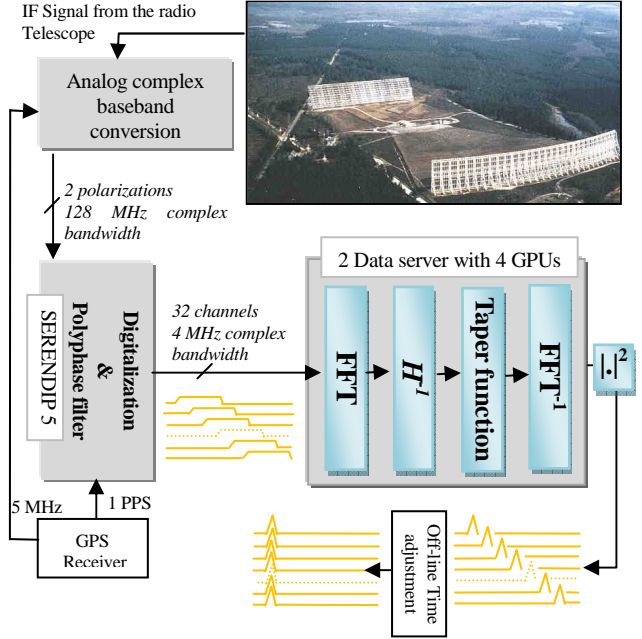 IF Signal from the radio
Telescope
Analog complex
baseband
conversion
2 polarizations
128 MHz complex
bandwidth
Digitalization
&
Polyphase filter
SERENDIP 5
32 channels
4 MHz complex
bandwidth
2 Data server with 4 GPUs
FFT
H⁻¹
Taper function
FFT⁻¹
|.|²
5 MHz
1 PPS
GPS
Receiver
Off-line Time
adjustment